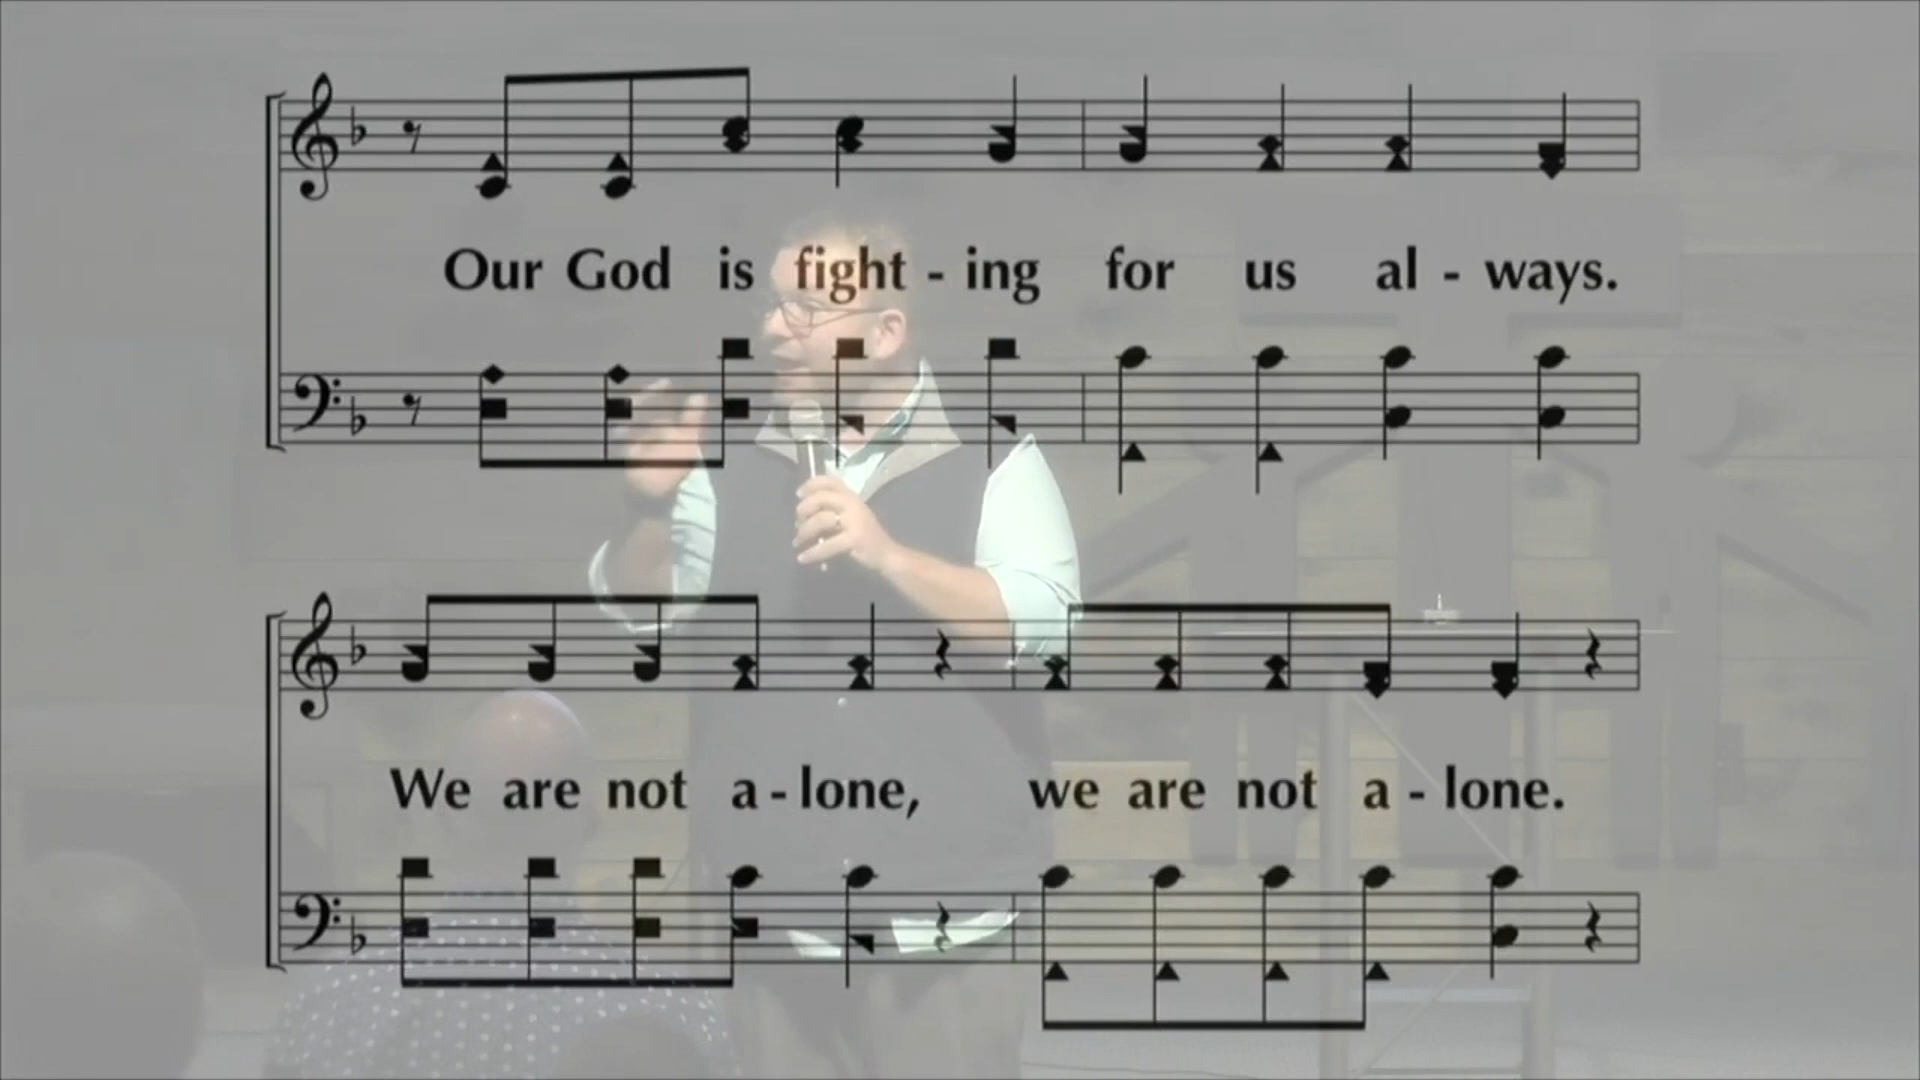 Our God is fight - ing for us al - ways.
We are not a - lone, we are not a - lone.